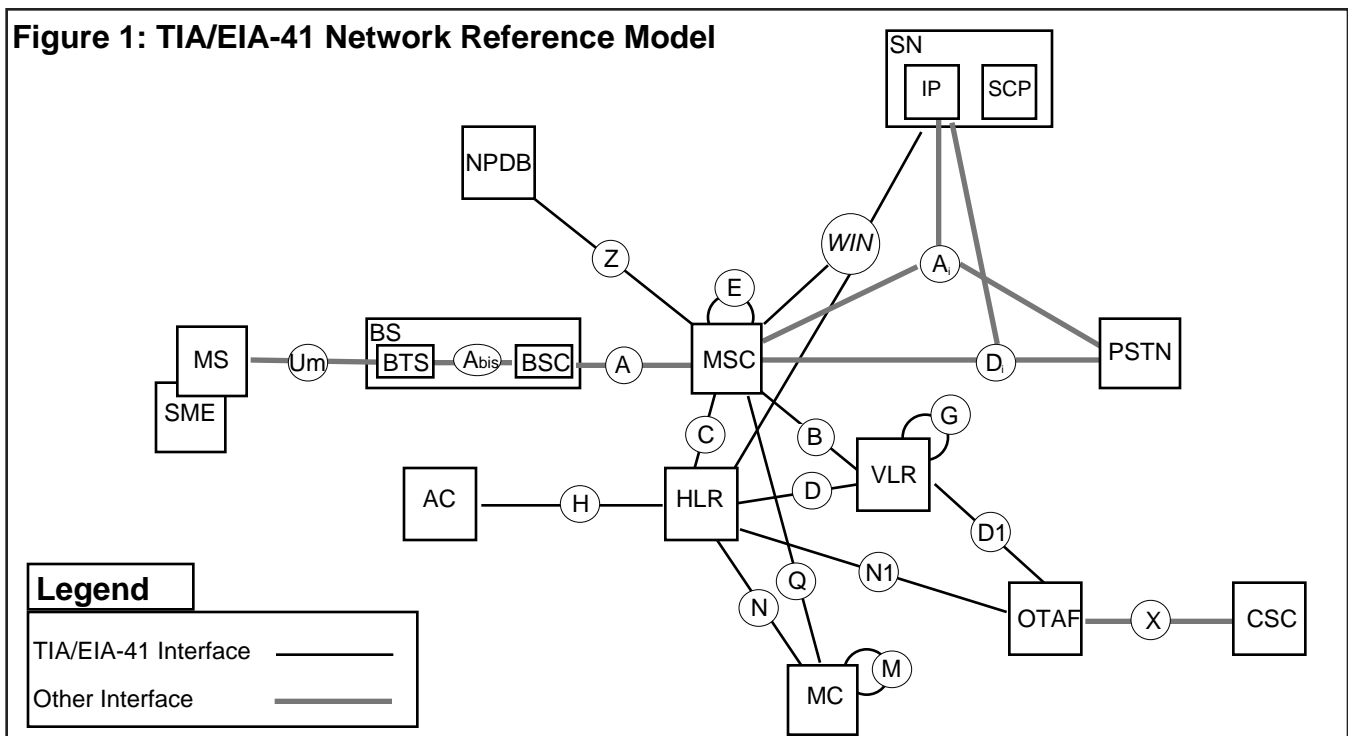 Figure 1: TIA/EIA-41 Network Reference Model
SN
IP
SCP
NPDB
WIN
Z
Ai
E
BS
MS
Um
BTS
Abis
BSC
A
MSC
Di
PSTN
SME
G
C
B
VLR
AC
H
HLR
D
D1
N1
Q
N
OTAF
X
CSC
M
MC
Legend
TIA/EIA-41 Interface
Other Interface